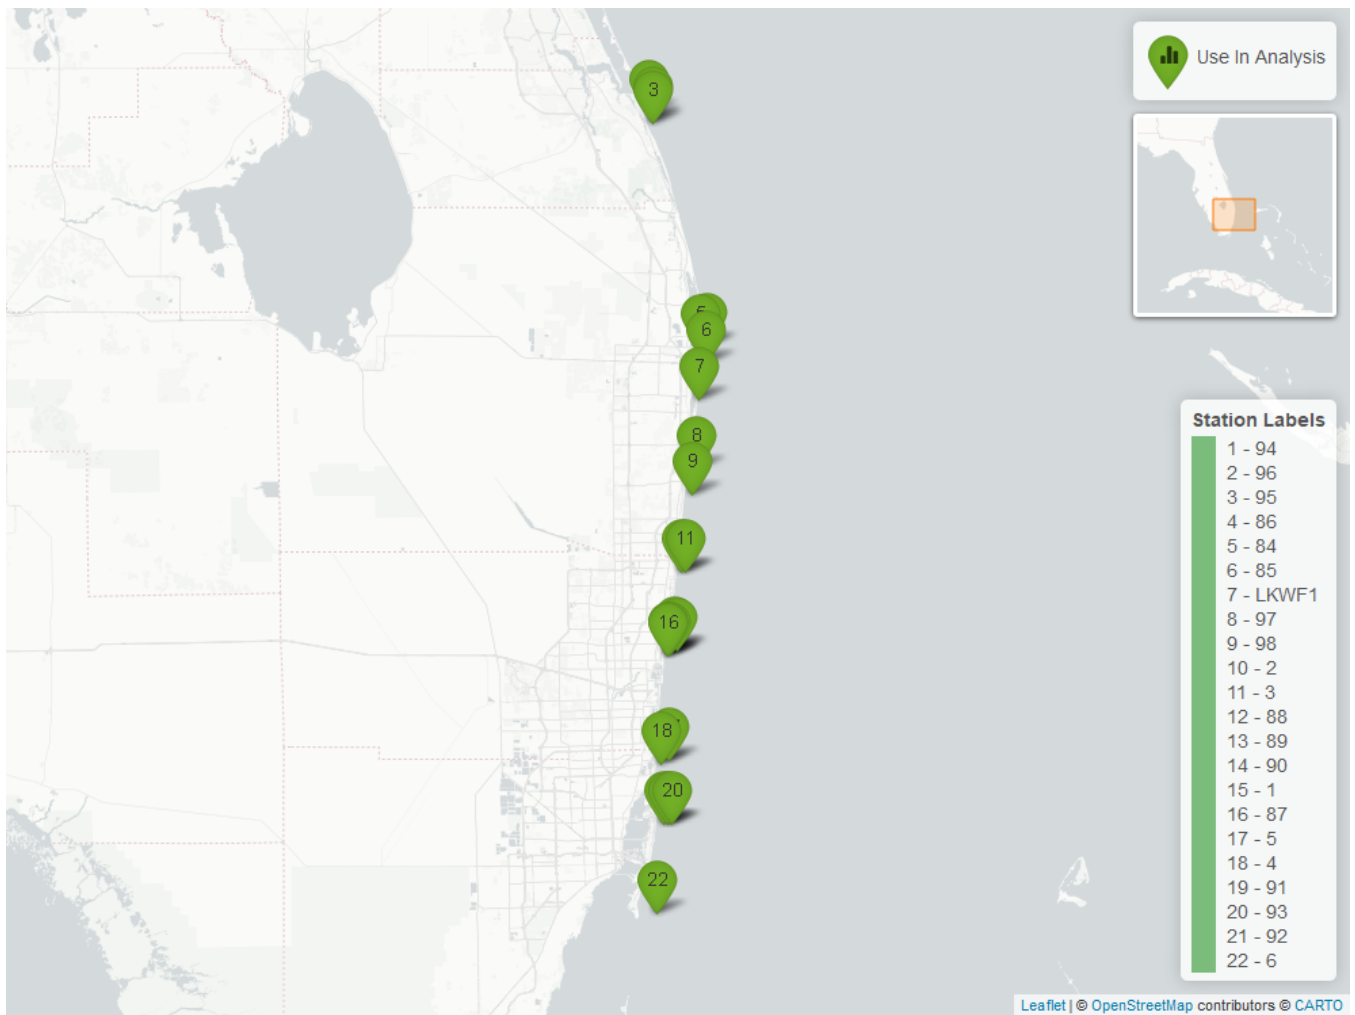 Use In Analysis
3
5
6
7
8
9
11
16
18
20
22
Station Labels
1 - 94
2 - 96
3 - 95
4 - 86
5 - 84
6 - 85
7 - LKWF1
8 - 97
9 - 98
10 - 2
11 - 3
12 - 88
13 - 89
14 - 90
15 - 1
16 - 87
17 - 5
18 - 4
19 - 91
20 - 93
21 - 92
22 - 6
Leaflet | © OpenStreetMap contributors © CARTO